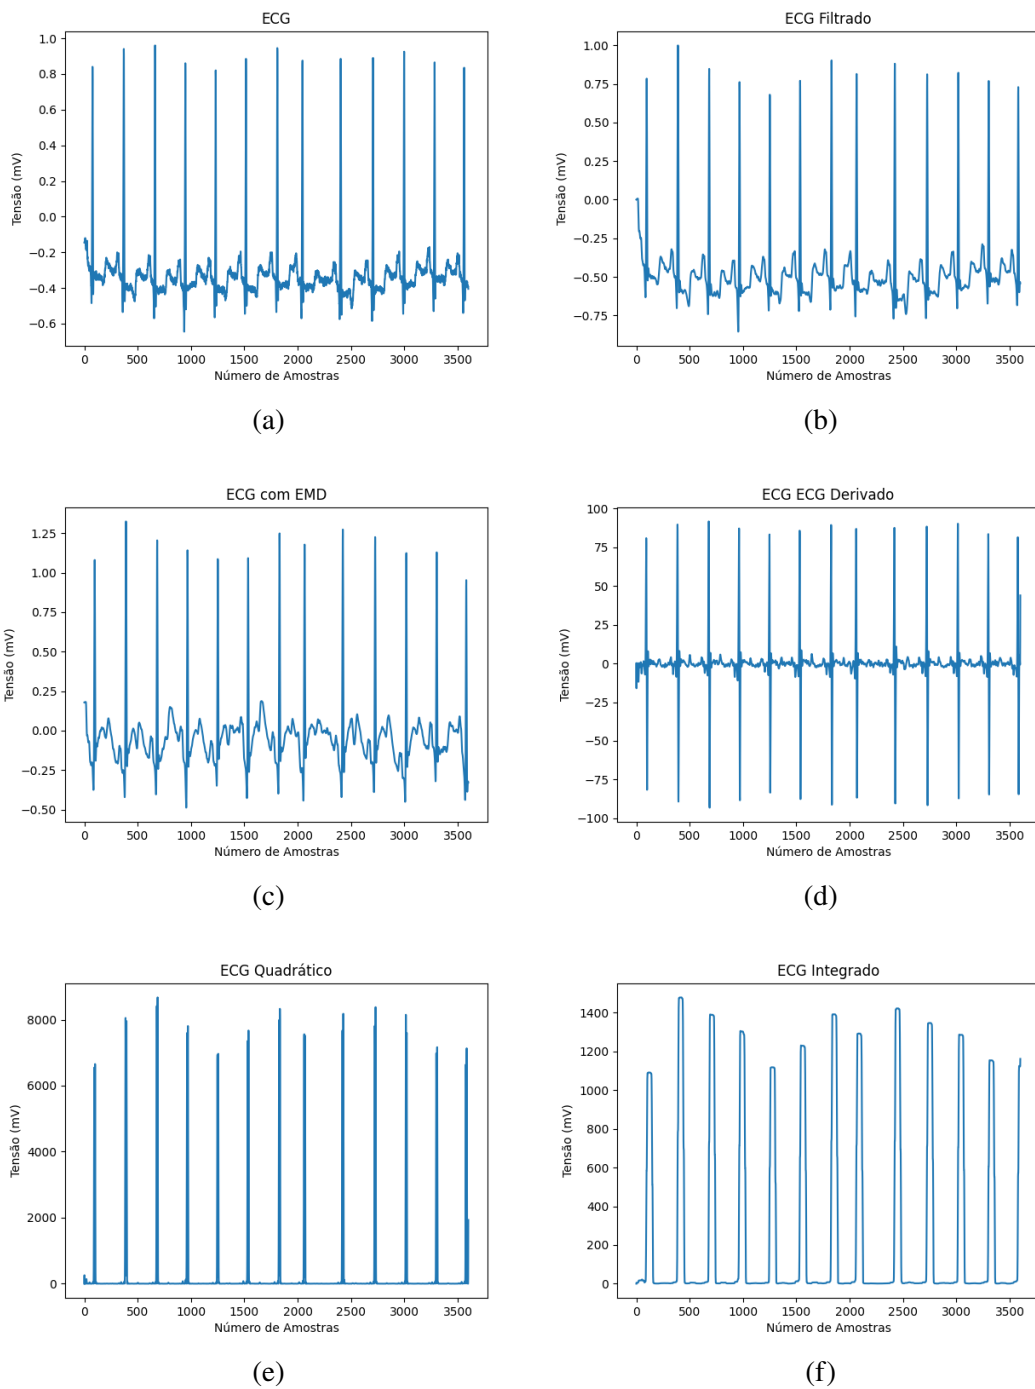 ECG
Tensão (mV)
1.0
0.8
0.6
0.4
0.2
0.0
−0.2
−0.4
−0.6
0 500 1000 1500 2000 2500 3000 3500
Número de Amostras
(a)
ECG Filtrado
Tensão (mV)
1.00
0.75
0.50
0.25
0.00
−0.25
−0.50
−0.75
0 500 1000 1500 2000 2500 3000 3500
Número de Amostras
(b)
ECG com EMD
Tensão (mV)
1.25
1.00
0.75
0.50
0.25
0.00
−0.25
−0.50
0 500 1000 1500 2000 2500 3000 3500
Número de Amostras
(c)
ECG ECG Derivado
Tensão (mV)
100
75
50
25
0
−25
−50
−75
−100
0 500 1000 1500 2000 2500 3000 3500
Número de Amostras
(d)
ECG Quadrático
Tensão (mV)
8000
6000
4000
2000
0
0 500 1000 1500 2000 2500 3000 3500
Número de Amostras
(e)
ECG Integrado
Tensão (mV)
1400
1200
1000
800
600
400
200
0
0 500 1000 1500 2000 2500 3000 3500
Número de Amostras
(f)